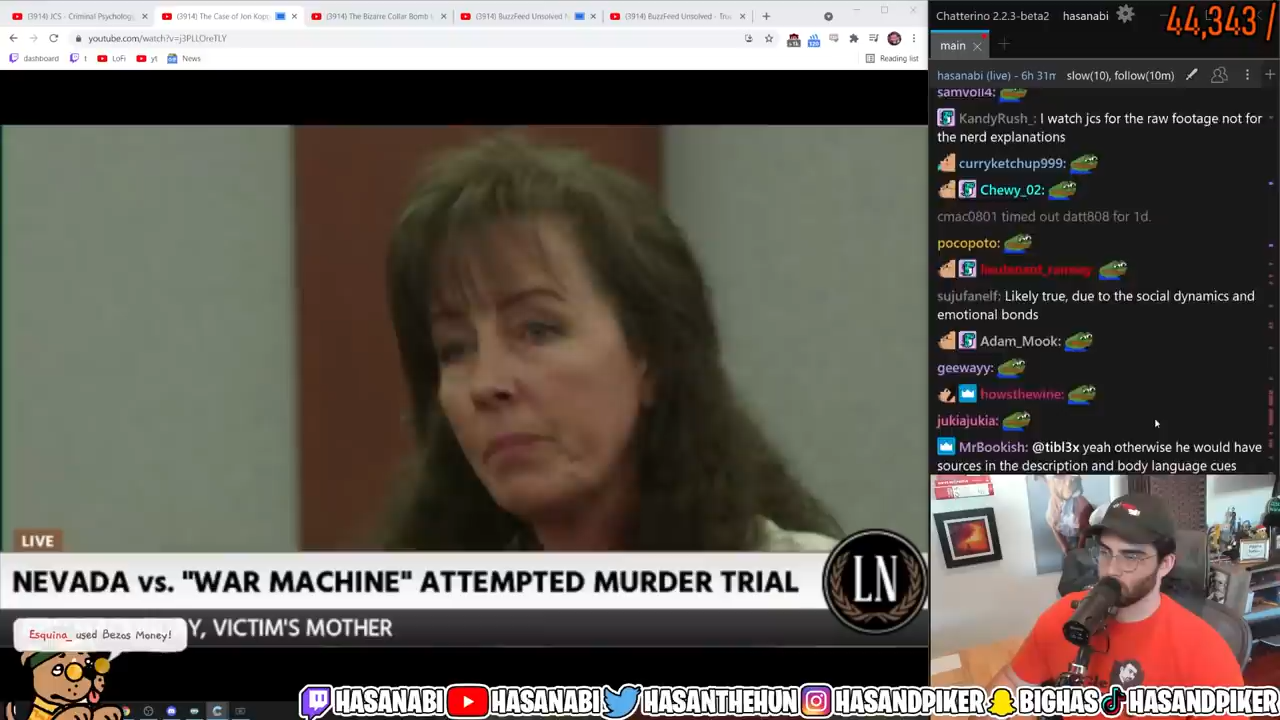 (3914) JCS - Criminal Psycholog
(3914) The Case of Jon Kop
(3914) The Bizarre Collar Bomb
(3914) BuzzFeed Unsolved
(3914) BuzzFeed Unsolved - Tru
youtube.com/watch?v=j3PLLOreTLY
dashboard
t
LoFi
yt
News
Reading list
Chatterino 2.2.3-beta2
hasanabi
44,343 /
main
hasanabi (live) - 6h 31m
slow(10), follow(10m)
samvoll4:
KandyRush_: I watch jcs for the raw footage not for
the nerd explanations
curryketchup999:
Chewy_02:
cmac0801 timed out datt808 for 1d.
pocopoto:
sujufanelf: Likely true, due to the social dynamics and
emotional bonds
Adam_Mook:
geewayy:
howsthewine:
jukiajukia:
MrBookish: @tibl3x yeah otherwise he would have
sources in the description and body language cues
LIVE
NEVADA vs. "WAR MACHINE" ATTEMPTED MURDER TRIAL
LN
Y, VICTIM'S MOTHER
Esquina_ used Bezos Money!
HASANABI
HASANABI
HASANTHEHUN
HASANDPIKER
BIGHAS
HASANDPIKER